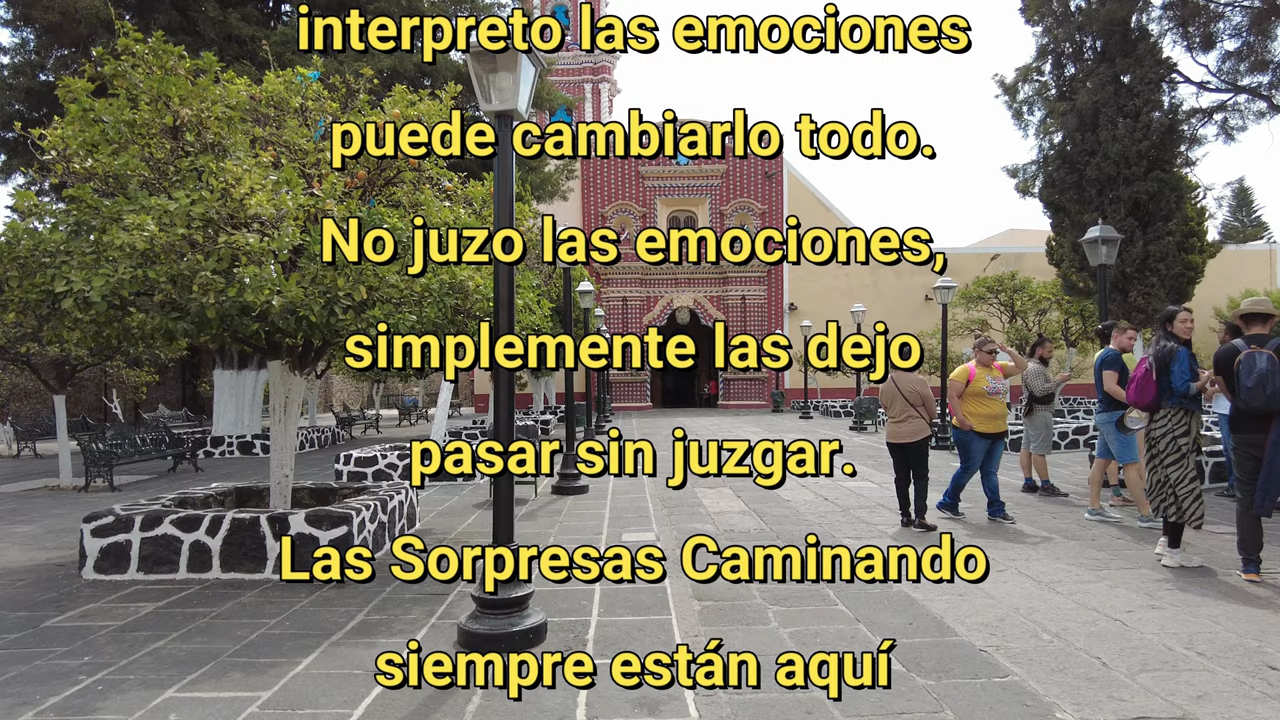 interpreto las emociones
puede cambiarlo todo.
No juzo las emociones,
simplemente las dejo
pasar sin juzgar.
Las Sorpresas Caminando
siempre están aquí